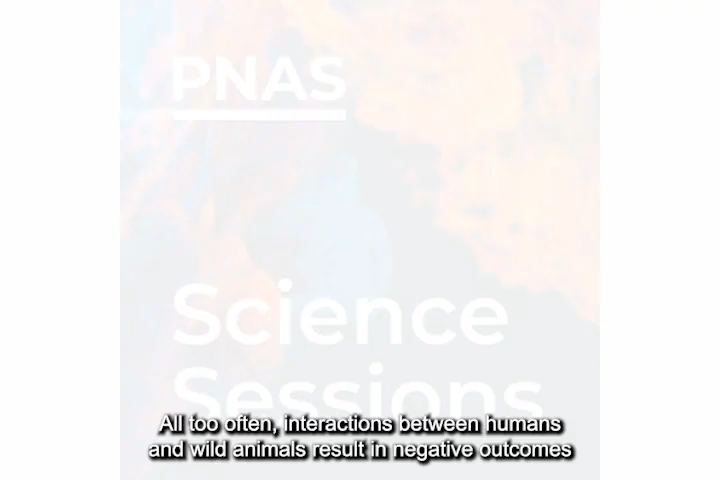 PNAS
Science
Sessions
All too often, interactions between humans
and wild animals result in negative outcomes